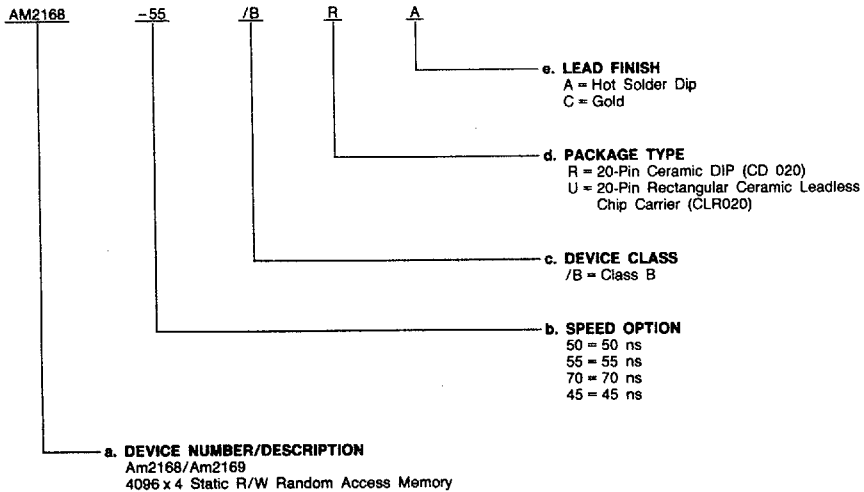 AM2168 -55 /B R A
e. LEAD FINISH
A = Hot Solder Dip
C = Gold
d. PACKAGE TYPE
R = 20-Pin Ceramic DIP (CD 020)
U = 20-Pin Rectangular Ceramic Leadless
Chip Carrier (CLR020)
c. DEVICE CLASS
/B = Class B
b. SPEED OPTION
50 = 50 ns
55 = 55 ns
70 = 70 ns
45 = 45 ns
a. DEVICE NUMBER/DESCRIPTION
Am2168/Am2169
4096 x 4 Static R/W Random Access Memory